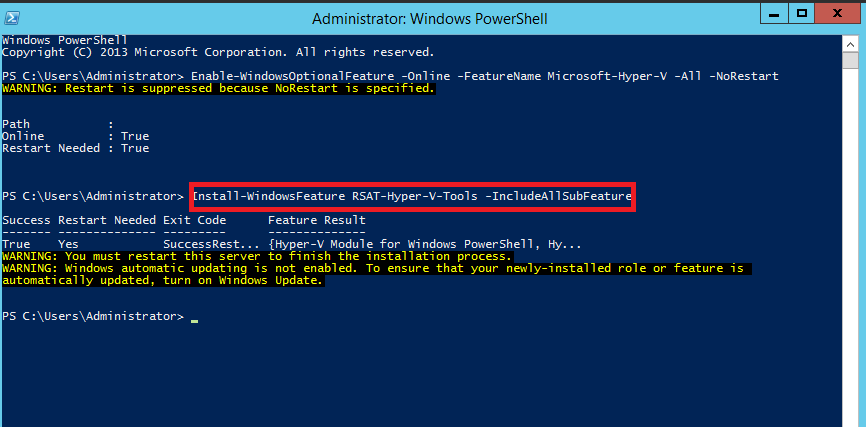 Administrator: Windows PowerShell
Windows PowerShell
Copyright (C) 2013 Microsoft Corporation. All rights reserved.
PS C:\Users\Administrator> Enable-WindowsOptionalFeature -Online -FeatureName Microsoft-Hyper-V -All -NoRestart
WARNING: Restart is suppressed because NoRestart is specified.
Path          :
Online        : True
Restart Needed : True
PS C:\Users\Administrator> Install-WindowsFeature RSAT-Hyper-V-Tools -IncludeAllSubFeature
Success Restart Needed Exit Code      Feature Result
------- -------------- ---------      --------------
True    Yes            SuccessRest... {Hyper-V Module for Windows PowerShell, Hy...
WARNING: You must restart this server to finish the installation process.
WARNING: Windows automatic updating is not enabled. To ensure that your newly-installed role or feature is
automatically updated, turn on Windows Update.
PS C:\Users\Administrator> _